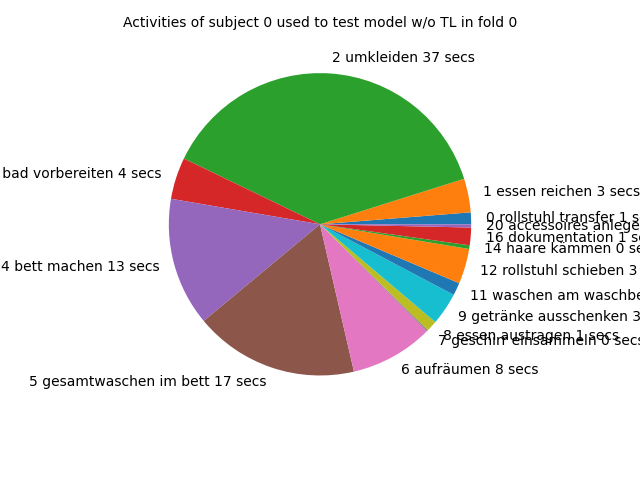 Activities of subject 0 used to test model w/o TL in fold 0
2 umkleiden 37 secs
1 essen reichen 3 secs
bad vorbereiten 4 secs
0 rollstuhl transfer 1 s
20 accessoires anlege
16 dokumentation 1 se
14 haare kämmen 0 se
4 bett machen 13 secs
12 rollstuhl schieben 3
11 waschen am waschbe
9 getränke ausschenken 3
8 essen austragen 1 secs
7 geschirr einsammeln 0 sec
6 aufräumen 8 secs
5 gesamtwaschen im bett 17 secs